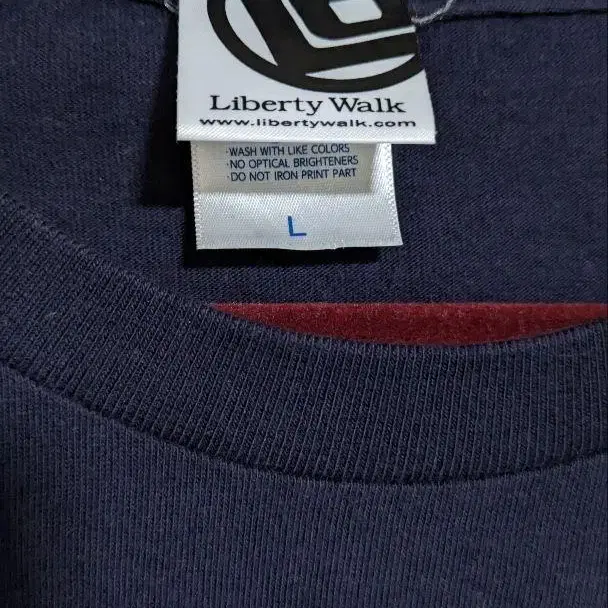 Liberty Walk
www.libertywalk.com
·WASH WITH LIKE COLORS
·NO OPTICAL BRIGHTENERS
·DO NOT IRON PRINT PART
L